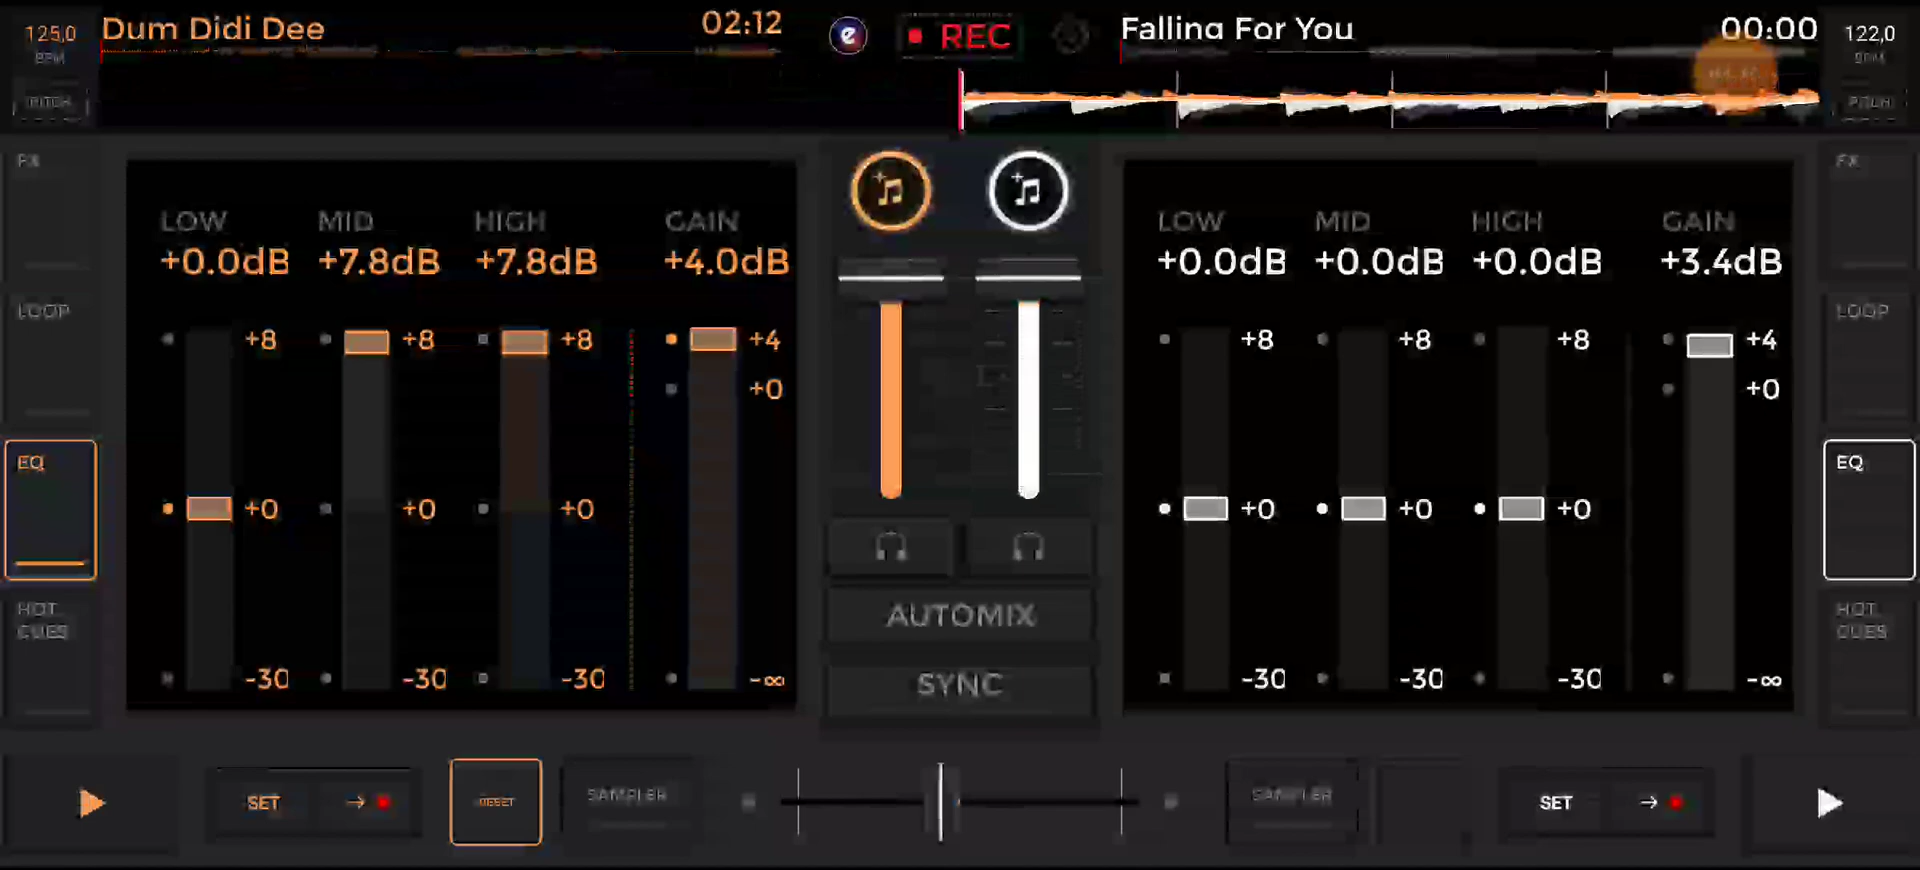 125,0
BPM
PITCH
Dum Didi Dee
02:12
REC
Falling For You
00:00
122,0
BPM
PITCH
FX
LOOP
EQ
HOT
CUES
LOW MID HIGH GAIN
+0.0dB +7.8dB +7.8dB +4.0dB
+8 +8 +8 +4
+0
+0 +0 +0
-30 -30 -30 -∞
AUTOMIX
SYNC
LOW MID HIGH GAIN
+0.0dB +0.0dB +0.0dB +3.4dB
+8 +8 +8 +4
+0
+0 +0 +0
-30 -30 -30 -∞
FX
LOOP
EQ
HOT
CUES
SET
RESET
SAMPLER
SAMPLER
SET